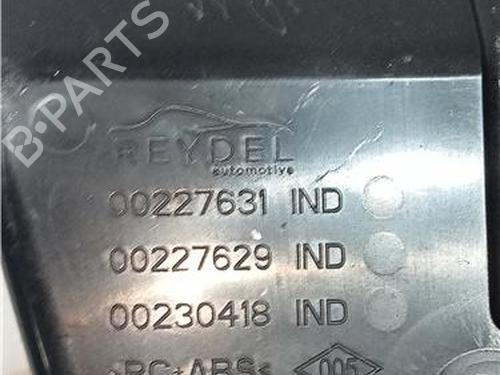 B-PARTS
REYDEL
automotive
00227631 IND
00227629 IND
00230418 IND
>PC+ABS< 005